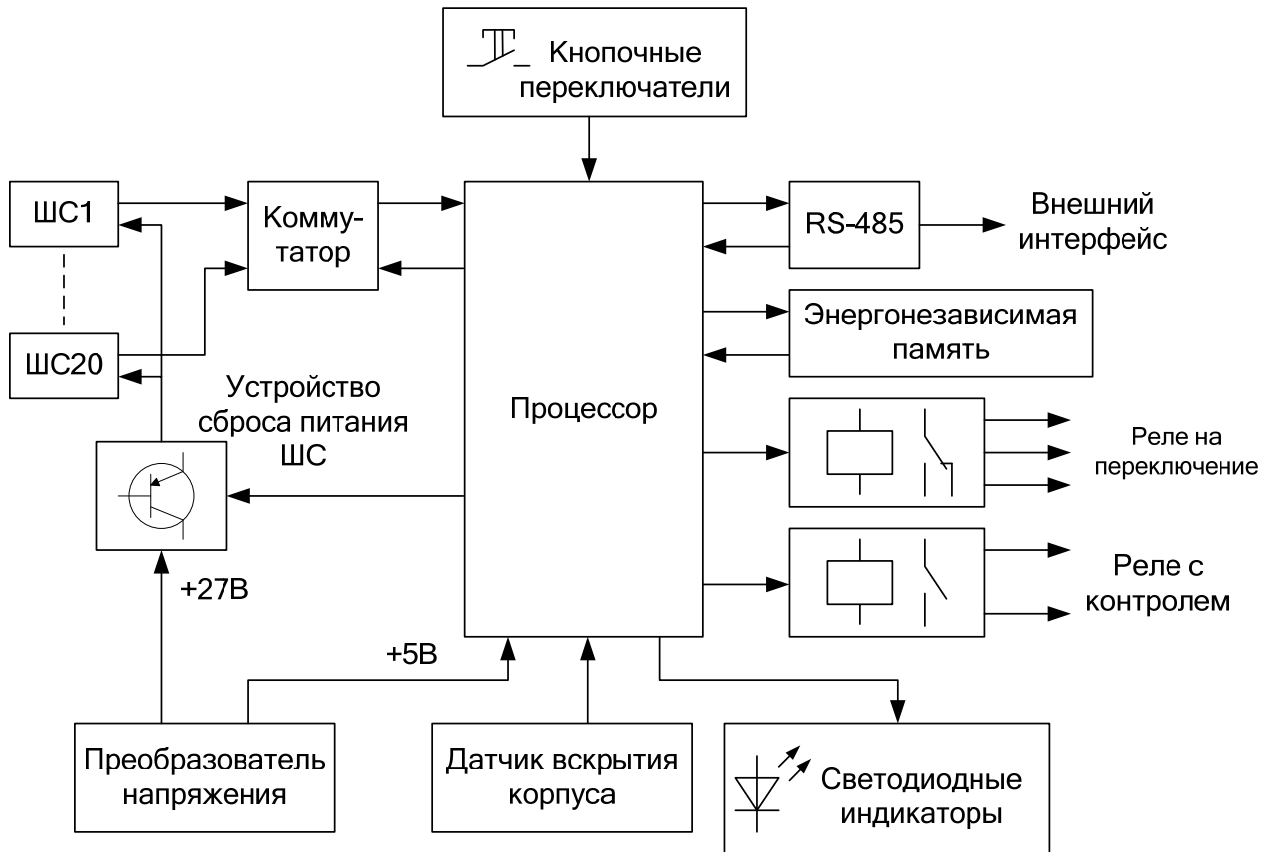 Кнопочные
переключатели
ШС1
Комму-
татор
RS-485
Внешний
интерфейс
ШС20
Энергонезависимая
память
Устройство
сброса питания
ШС
Процессор
Реле на
переключение
+27В
Реле с
контролем
+5В
Преобразователь
напряжения
Датчик вскрытия
корпуса
Светодиодные
индикаторы